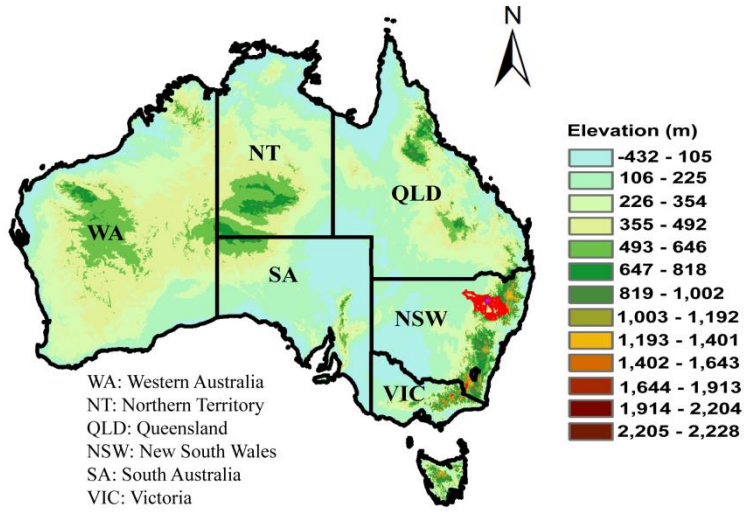 N
NT
QLD
WA
SA
NSW
VIC
WA: Western Australia
NT: Northern Territory
QLD: Queensland
NSW: New South Wales
SA: South Australia
VIC: Victoria
Elevation (m)
-432 - 105
106 - 225
226 - 354
355 - 492
493 - 646
647 - 818
819 - 1,002
1,003 - 1,192
1,193 - 1,401
1,402 - 1,643
1,644 - 1,913
1,914 - 2,204
2,205 - 2,228